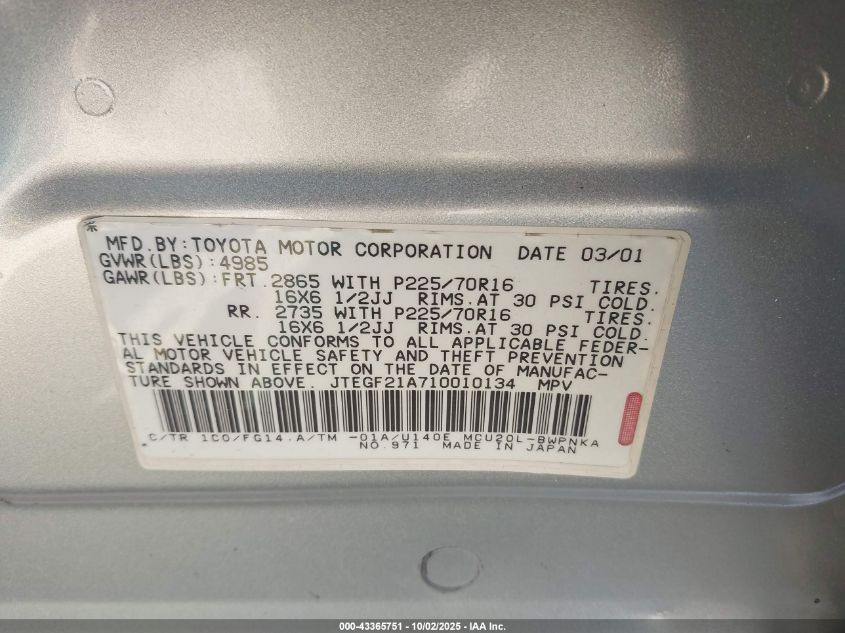 MFD.BY:TOYOTA MOTOR CORPORATION DATE 03/01
GVWR(LBS):4985
GAWR(LBS):FRT.2865 WITH P225/70R16 TIRES.
16X6 1/2JJ RIMS.AT 30 PSI COLD.
RR. 2735 WITH P225/70R16 TIRES.
16X6 1/2JJ RIMS.AT 30 PSI COLD.
THIS VEHICLE CONFORMS TO ALL APPLICABLE FEDER-
AL MOTOR VEHICLE SAFETY AND THEFT PREVENTION
STANDARDS IN EFFECT ON THE DATE OF MANUFAC-
TURE SHOWN ABOVE. JTEGF21A710010134 MPV
C/TR 1C0/FG14.A/TM -01A/U140E MCU20L-BWPNKA
NO.971 MADE IN JAPAN
000-43365751 - 10/02/2025 - IAA Inc.